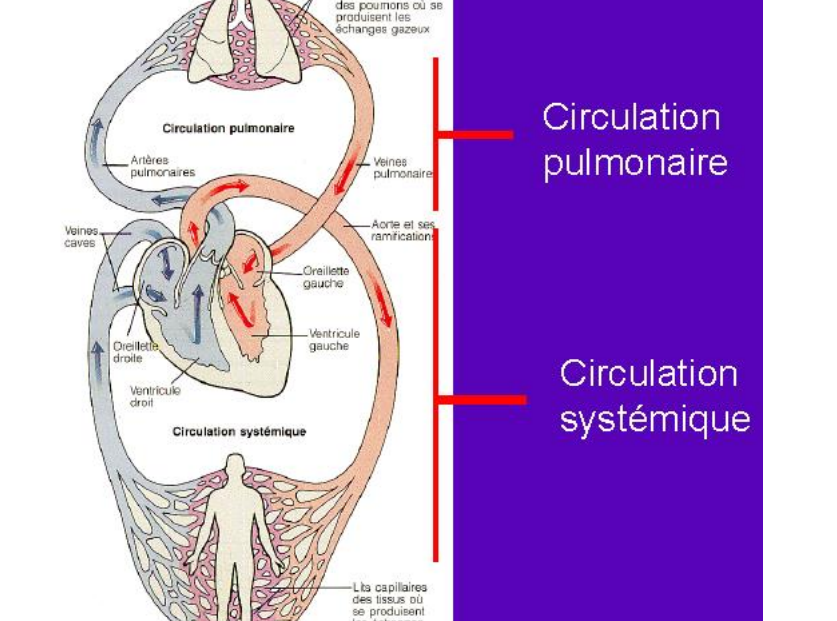 des poumons où se
produisent les
échanges gazeux
Circulation pulmonaire
Artères
pulmonaires
Veines
pulmonaire
Veines
caves
Aorte et ses
ramification
Oreillette
gauche
Oreillette
droite
Ventricule
gauche
Ventricule
droit
Circulation systémique
Lits capillaires
des tissus où
se produisent
Circulation
pulmonaire
Circulation
systémique